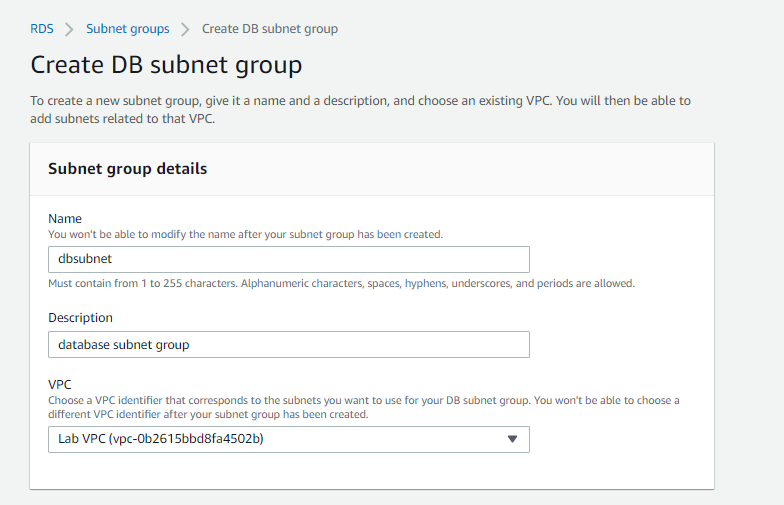 RDS > Subnet groups > Create DB subnet group
Create DB subnet group
To create a new subnet group, give it a name and a description, and choose an existing VPC. You will then be able to
add subnets related to that VPC.
Subnet group details
Name
You won't be able to modify the name after your subnet group has been created.
dbsubnet
Must contain from 1 to 255 characters. Alphanumeric characters, spaces, hyphens, underscores, and periods are allowed.
Description
database subnet group
VPC
Choose a VPC identifier that corresponds to the subnets you want to use for your DB subnet group. You won't be able to choose a
different VPC identifier after your subnet group has been created.
Lab VPC (vpc-0b2615bbd8fa4502b)